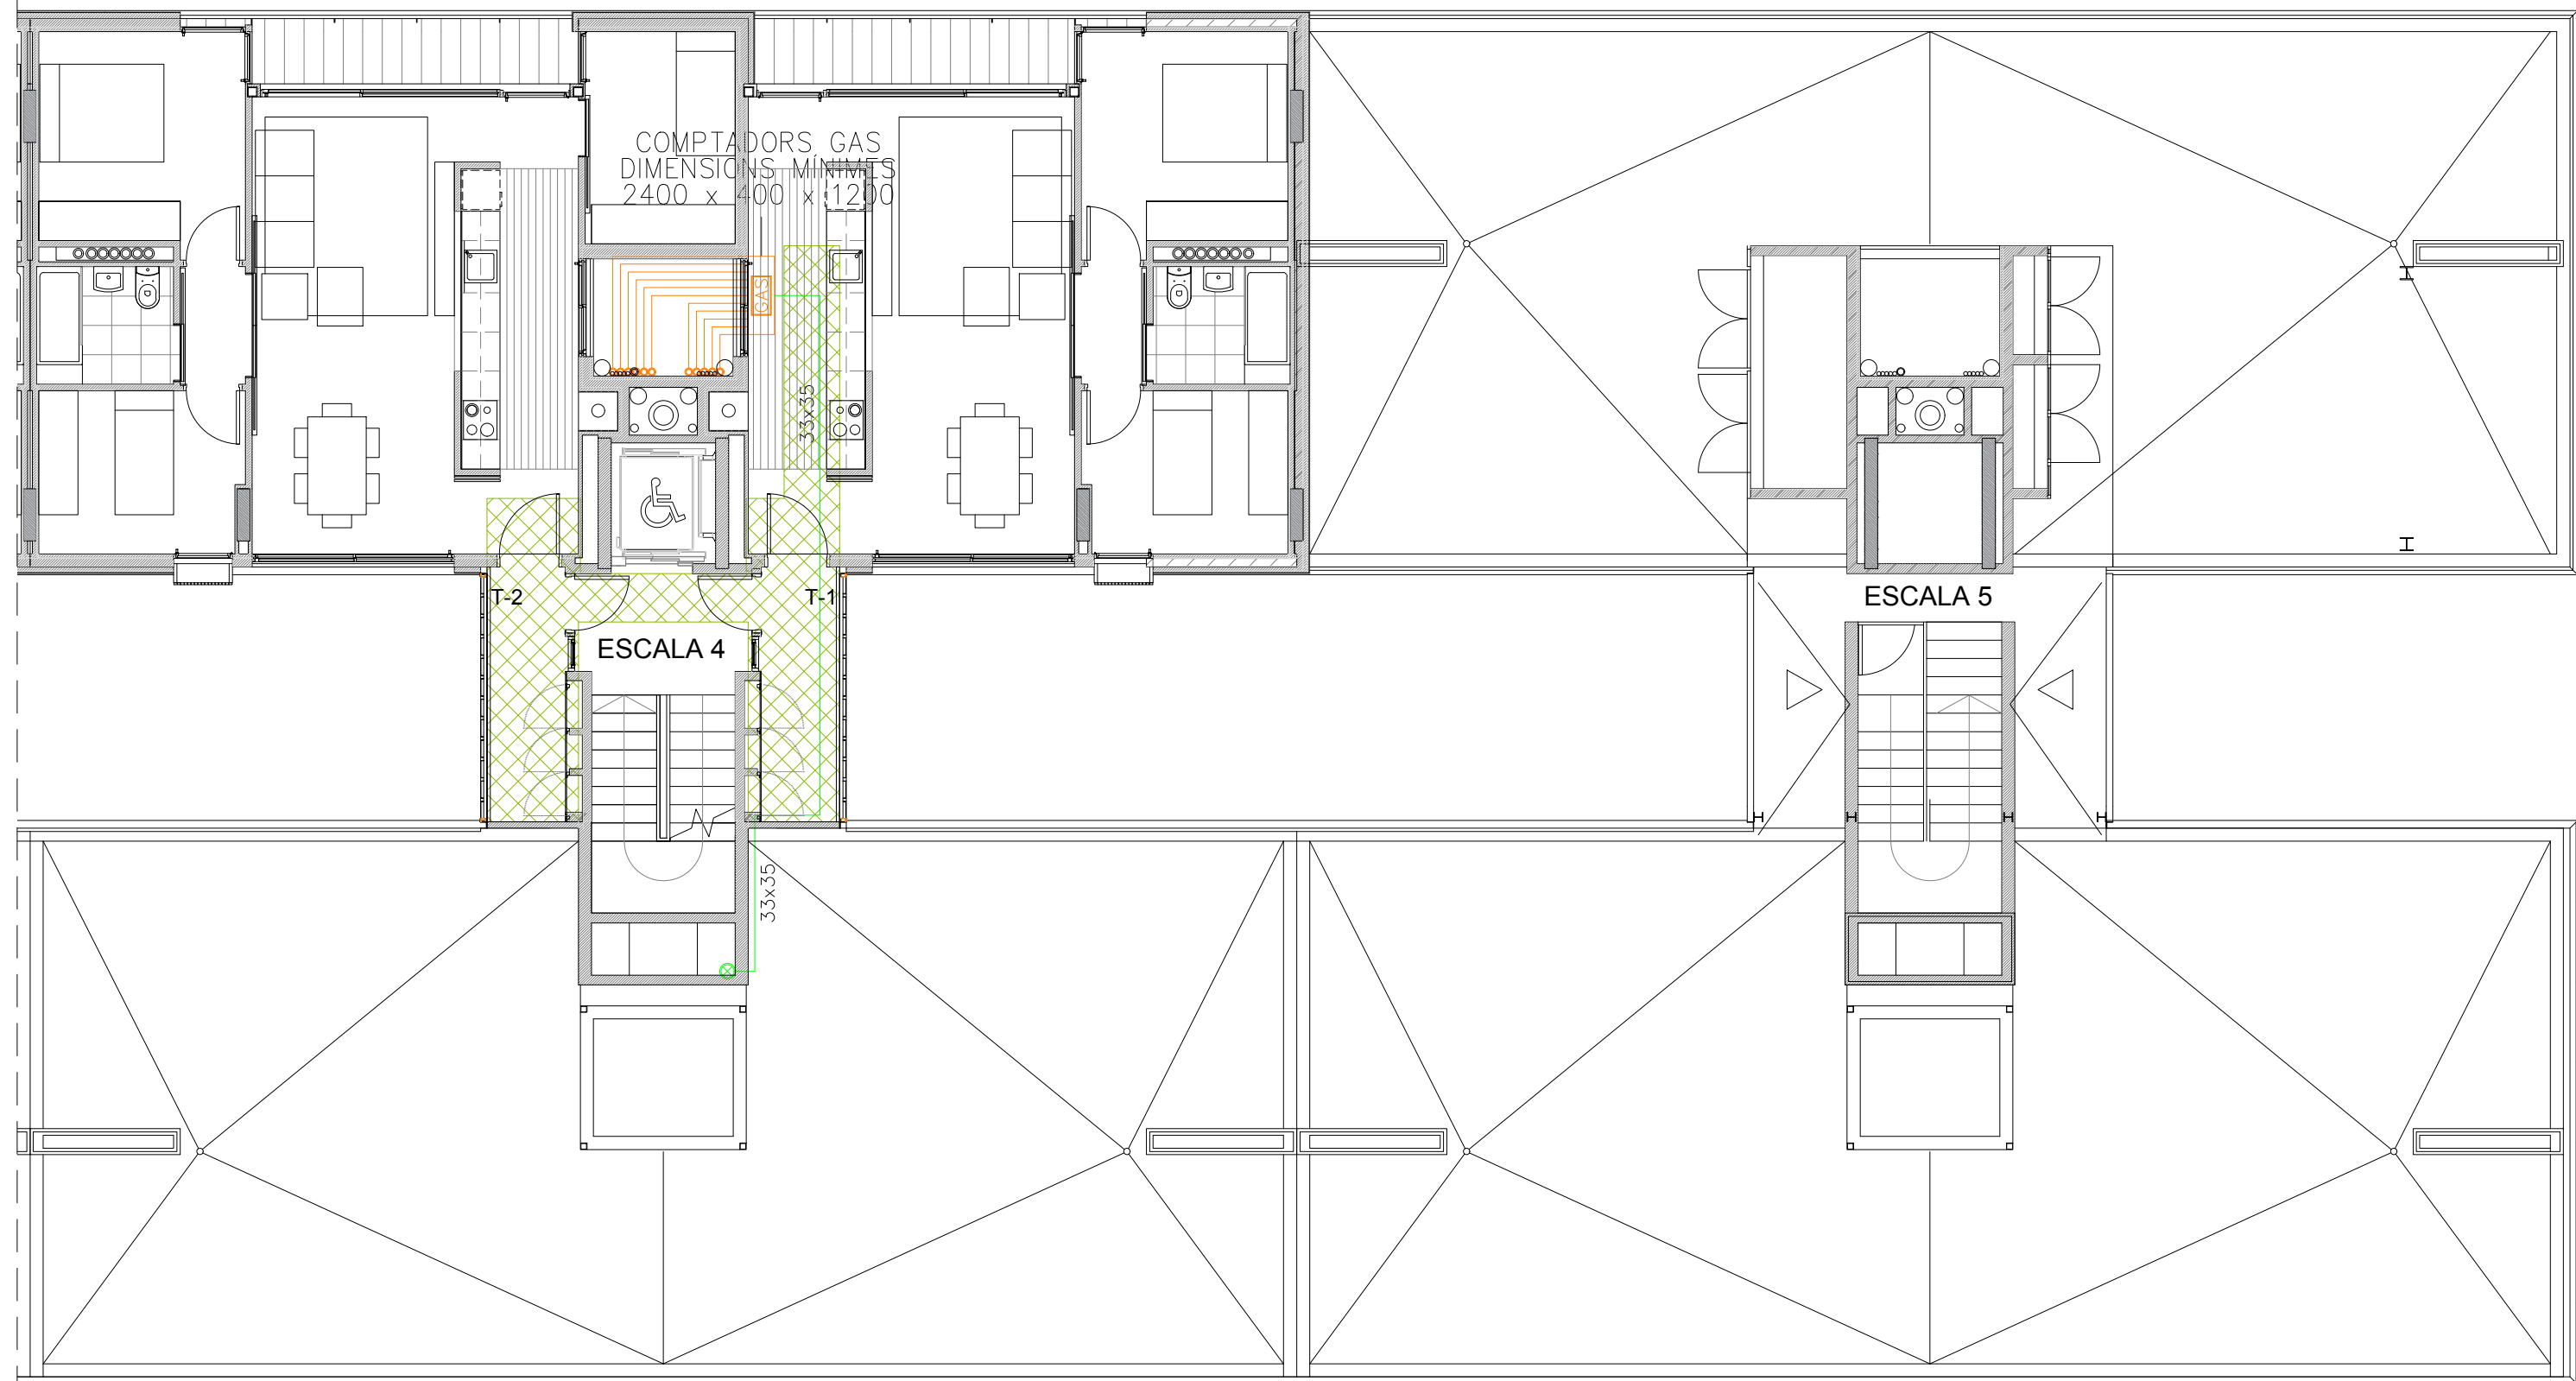 COMPTADORS GAS
DIMENSIONS MÍNIMES
2400 x 400 x 1200
GAS
33x35
T-2
T-1
ESCALA 4
ESCALA 5
33x35